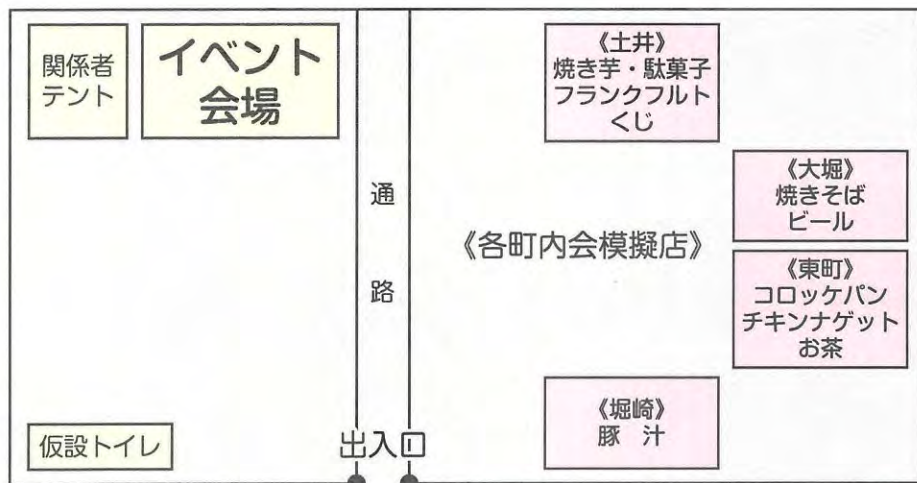 関係者
テント
イベント
会場
《土井》
焼き芋・駄菓子
フランクフルト
くじ
《大堀》
焼きそば
ビール
通
路
《各町内会模擬店》
《東町》
コロッケパン
チキンナゲット
お茶
《堀崎》
豚 汁
仮設トイレ
出入口